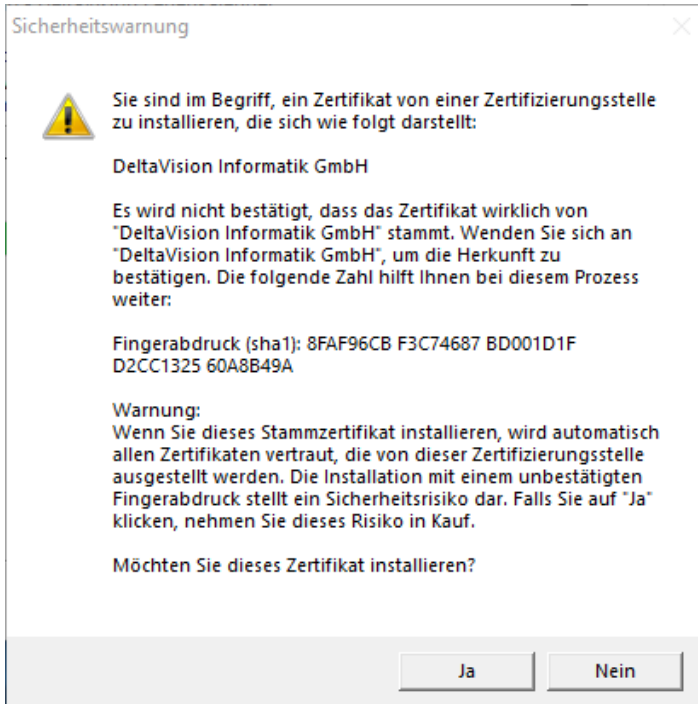 Sicherheitswarnung
Sie sind im Begriff, ein Zertifikat von einer Zertifizierungsstelle
zu installieren, die sich wie folgt darstellt:
DeltaVision Informatik GmbH
Es wird nicht bestätigt, dass das Zertifikat wirklich von
"DeltaVision Informatik GmbH" stammt. Wenden Sie sich an
"DeltaVision Informatik GmbH", um die Herkunft zu
bestätigen. Die folgende Zahl hilft Ihnen bei diesem Prozess
weiter:
Fingerabdruck (sha1): 8FAF96CB F3C74687 BD001D1F
D2CC1325 60A8B49A
Warnung:
Wenn Sie dieses Stammzertifikat installieren, wird automatisch
allen Zertifikaten vertraut, die von dieser Zertifizierungsstelle
ausgestellt werden. Die Installation mit einem unbestätigten
Fingerabdruck stellt ein Sicherheitsrisiko dar. Falls Sie auf "Ja"
klicken, nehmen Sie dieses Risiko in Kauf.
Möchten Sie dieses Zertifikat installieren?
Ja
Nein